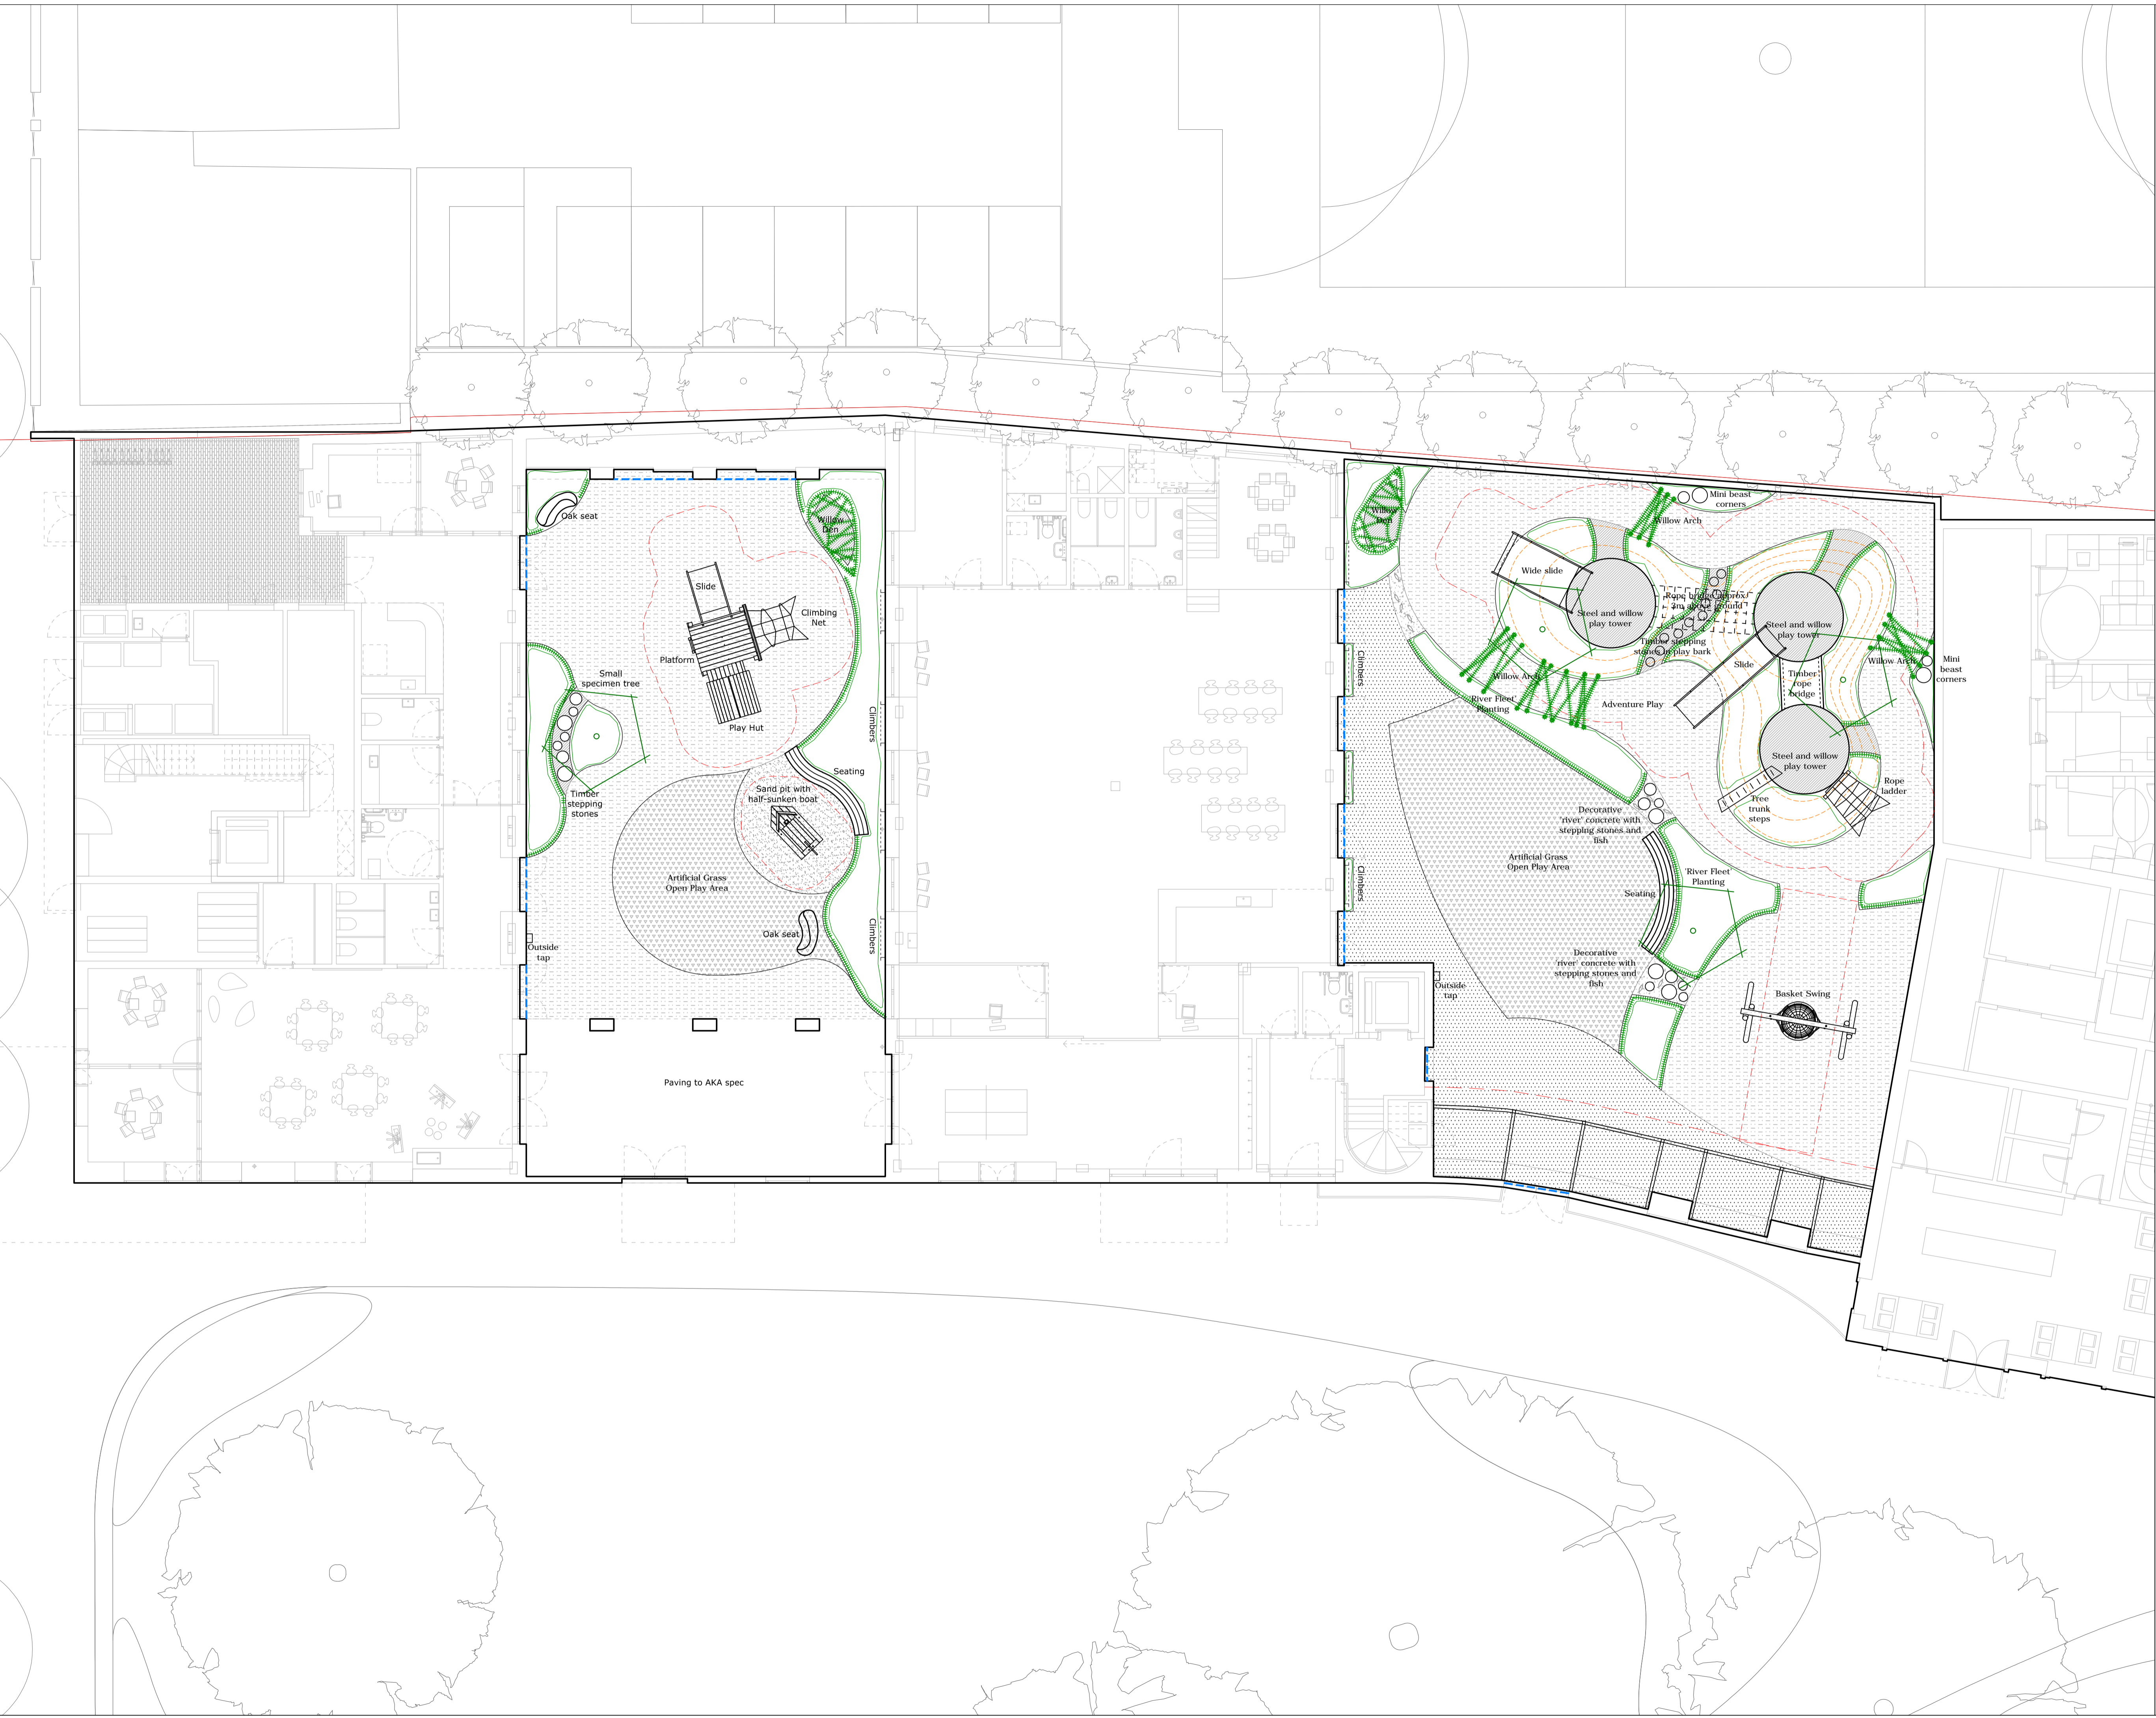 Oak seat
Willow
Den
Slide
Climbing
Net
Platform
Small
specimen tree
Play Hut
Climbers
Seating
Sand pit with
half-sunken boat
Timber
stepping
stones
Artificial Grass
Open Play Area
Oak seat
Climbers
Outside
tap
Paving to AKA spec
Willow
Den
Mini beast
corners
Willow Arch
Wide slide
Rope bridge approx
3m above ground
Steel and willow
play tower
Steel and willow
play tower
Timber stepping
stones in play bark
Slide
Willow Arch
Mini
beast
corners
Climbers
Willow Arch
Timber
rope
bridge
'River Fleet'
Planting
Adventure Play
Steel and willow
play tower
Rope
ladder
Tree
trunk
steps
Decorative
'river' concrete with
stepping stones and
fish
Artificial Grass
Open Play Area
Climbers
'River Fleet'
Planting
Seating
Decorative
'river' concrete with
stepping stones and
fish
Outside
tap
Basket Swing